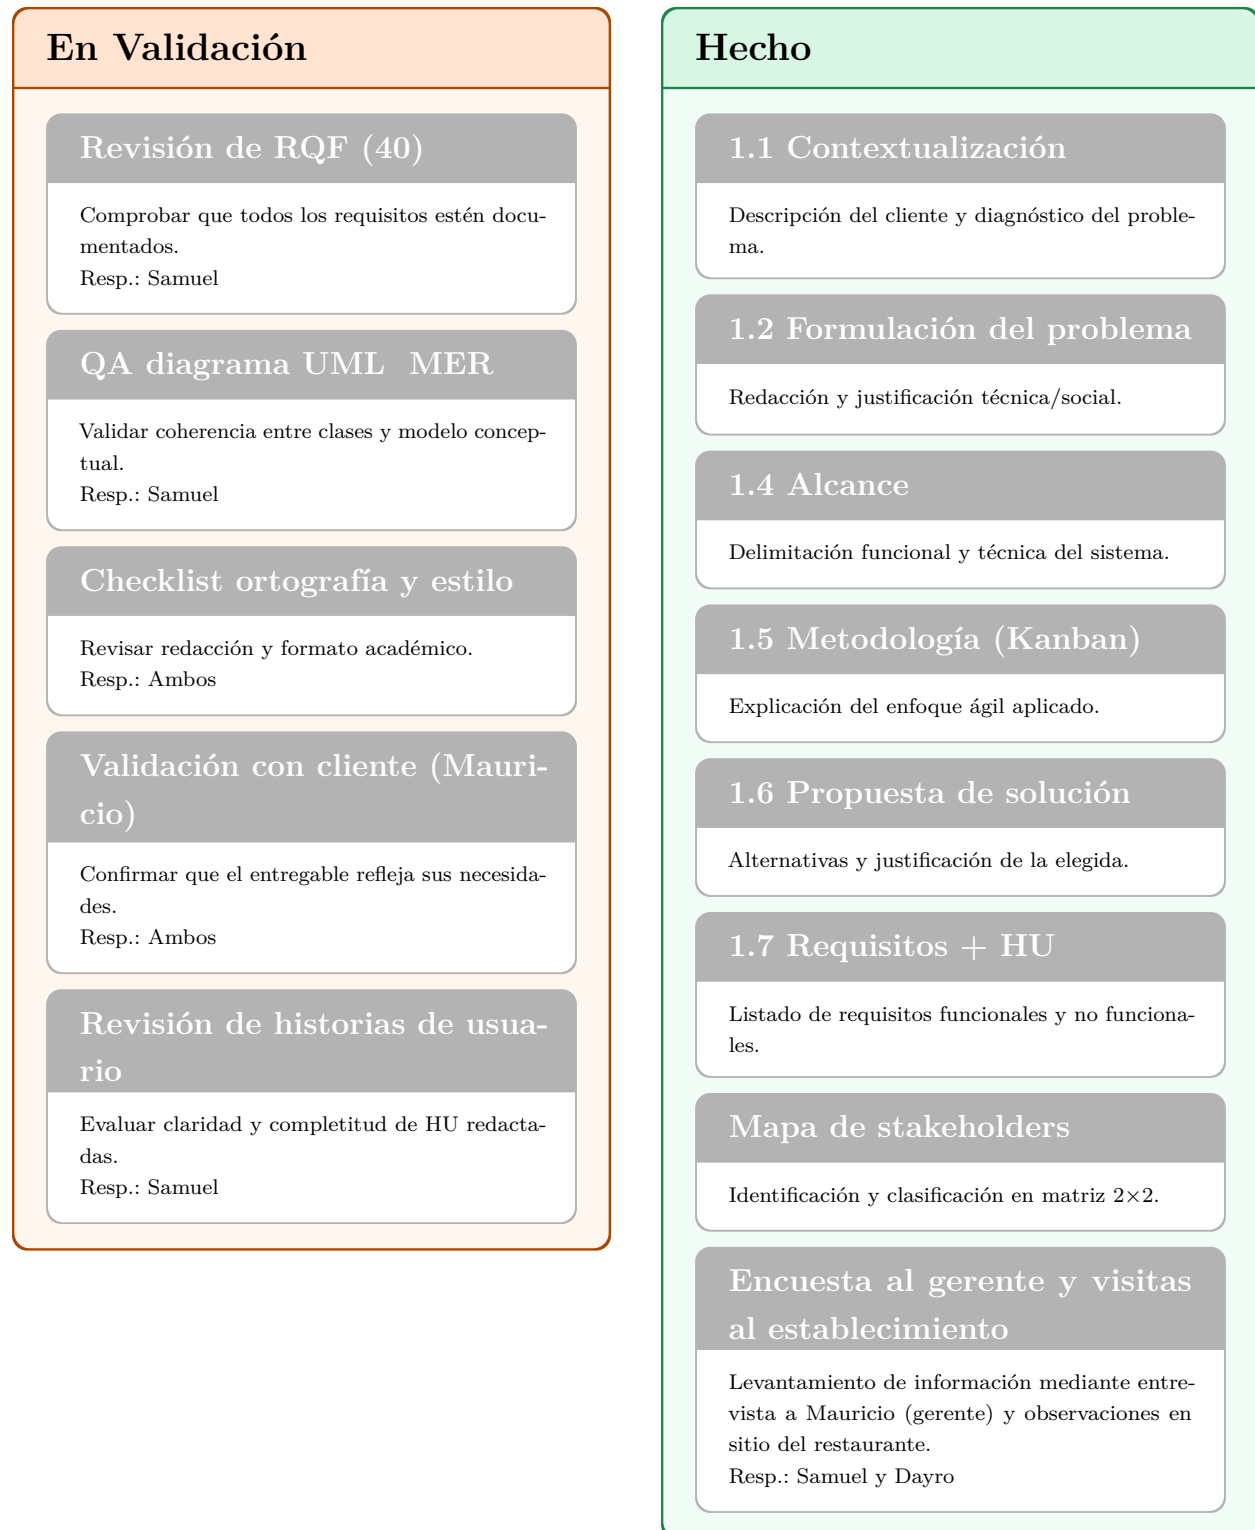 En Validación
Revisión de RQF (40)
Comprobar que todos los requisitos estén docu-
mentados.
Resp.: Samuel
QA diagrama UML MER
Validar coherencia entre clases y modelo concep-
tual.
Resp.: Samuel
Checklist ortografía y estilo
Revisar redacción y formato académico.
Resp.: Ambos
Validación con cliente (Mauri-
cio)
Confirmar que el entregable refleja sus necesida-
des.
Resp.: Ambos
Revisión de historias de usua-
rio
Evaluar claridad y completitud de HU redacta-
das.
Resp.: Samuel
Hecho
1.1 Contextualización
Descripción del cliente y diagnóstico del proble-
ma.
1.2 Formulación del problema
Redacción y justificación técnica/social.
1.4 Alcance
Delimitación funcional y técnica del sistema.
1.5 Metodología (Kanban)
Explicación del enfoque ágil aplicado.
1.6 Propuesta de solución
Alternativas y justificación de la elegida.
1.7 Requisitos + HU
Listado de requisitos funcionales y no funciona-
les.
Mapa de stakeholders
Identificación y clasificación en matriz 2×2.
Encuesta al gerente y visitas
al establecimiento
Levantamiento de información mediante entre-
vista a Mauricio (gerente) y observaciones en
sitio del restaurante.
Resp.: Samuel y Dayro